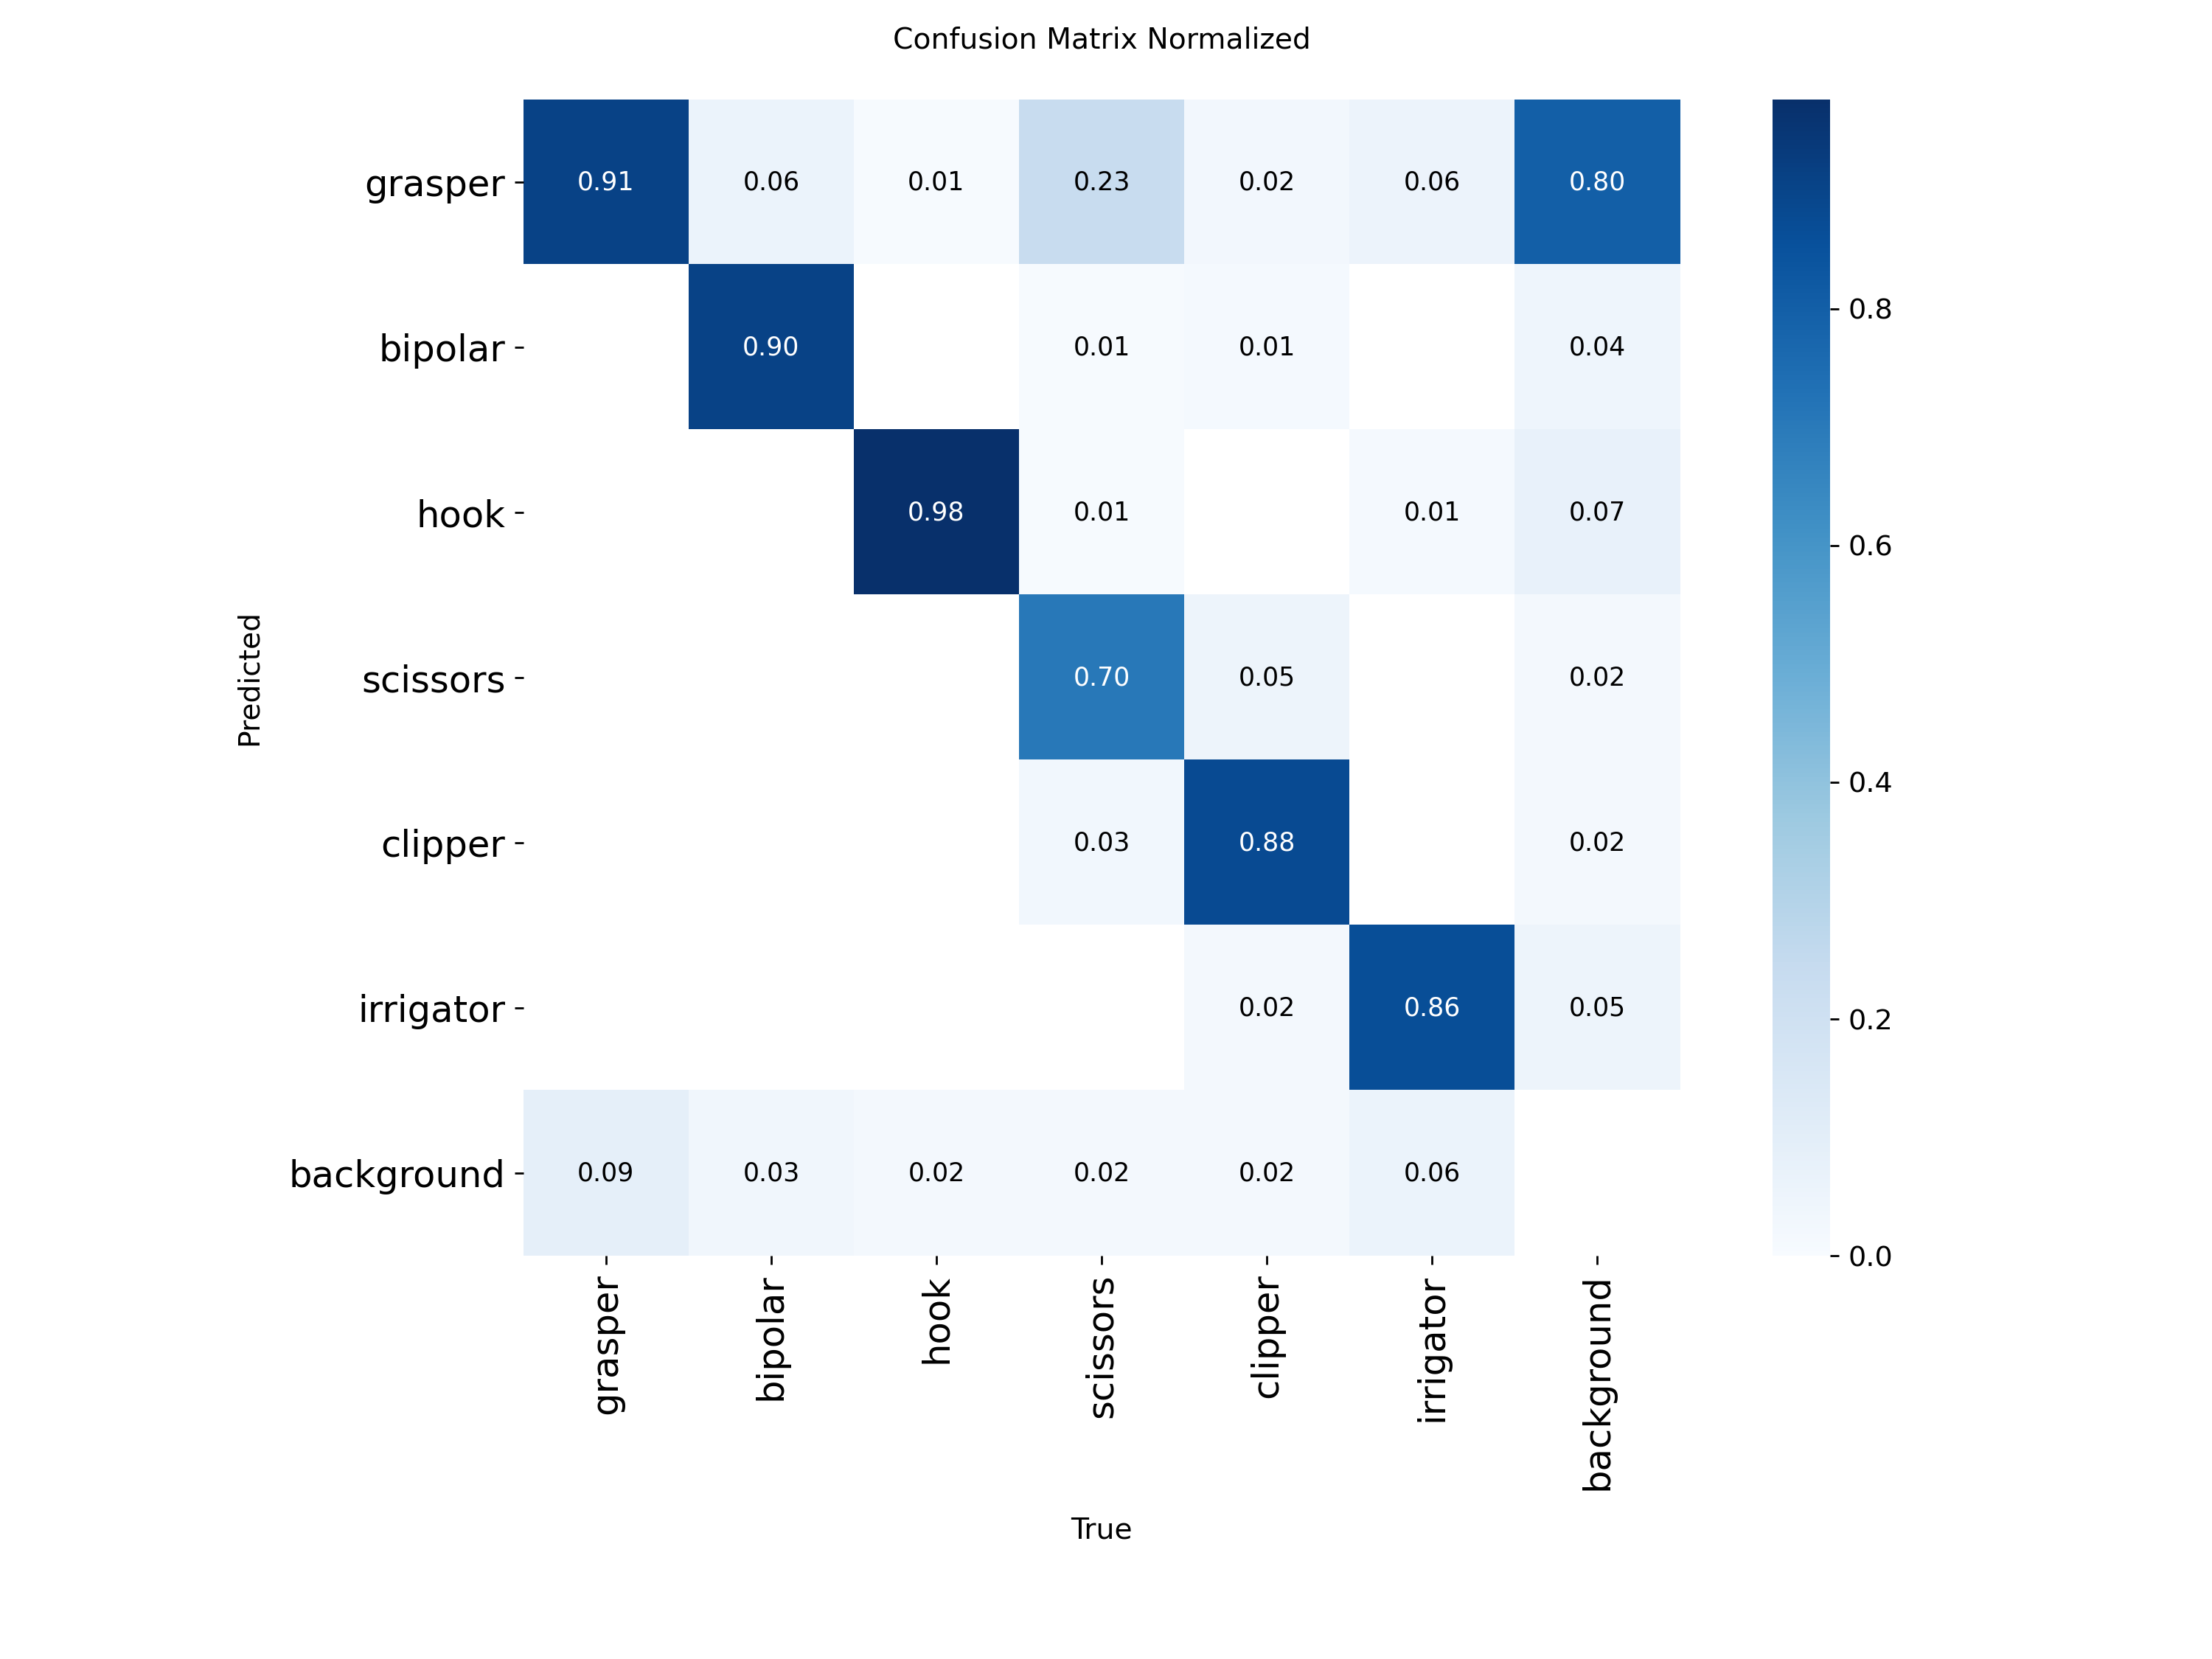 Confusion Matrix Normalized
grasper 0.91 0.06 0.01 0.23 0.02 0.06 0.80
bipolar 0.90 0.01 0.01 0.04
hook 0.98 0.01 0.01 0.07
scissors 0.70 0.05 0.02
clipper 0.03 0.88 0.02
irrigator 0.02 0.86 0.05
background 0.09 0.03 0.02 0.02 0.02 0.06
Predicted
grasper bipolar hook scissors clipper irrigator background
True
0.8
0.6
0.4
0.2
0.0